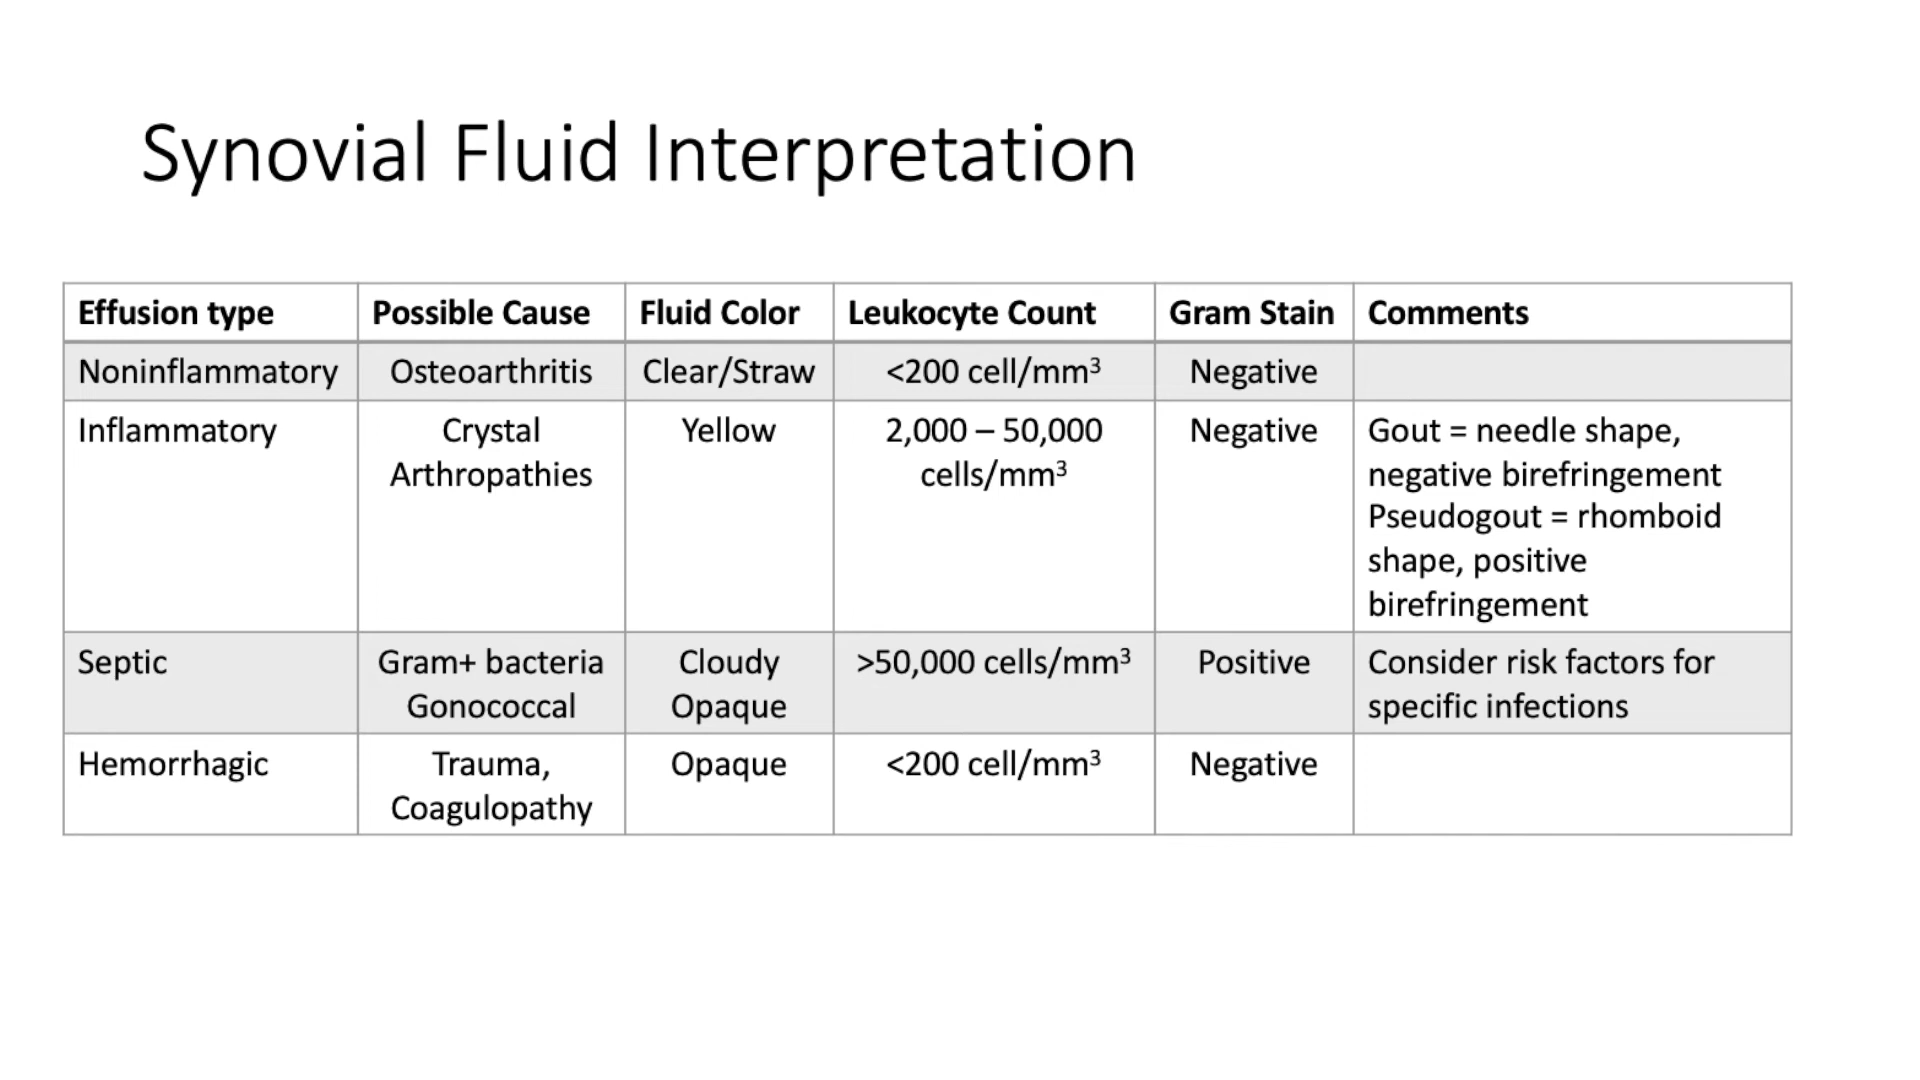 Synovial Fluid Interpretation
Effusion type Possible Cause Fluid Color Leukocyte Count Gram Stain Comments
Noninflammatory Osteoarthritis Clear/Straw <200 cell/mm³ Negative
Inflammatory Crystal Yellow 2,000 – 50,000 Negative Gout = needle shape,
Arthropathies cells/mm³ negative birefringement
Pseudogout = rhomboid
shape, positive
birefringement
Septic Gram+ bacteria Cloudy >50,000 cells/mm³ Positive Consider risk factors for
Gonococcal Opaque specific infections
Hemorrhagic Trauma, Opaque <200 cell/mm³ Negative
Coagulopathy